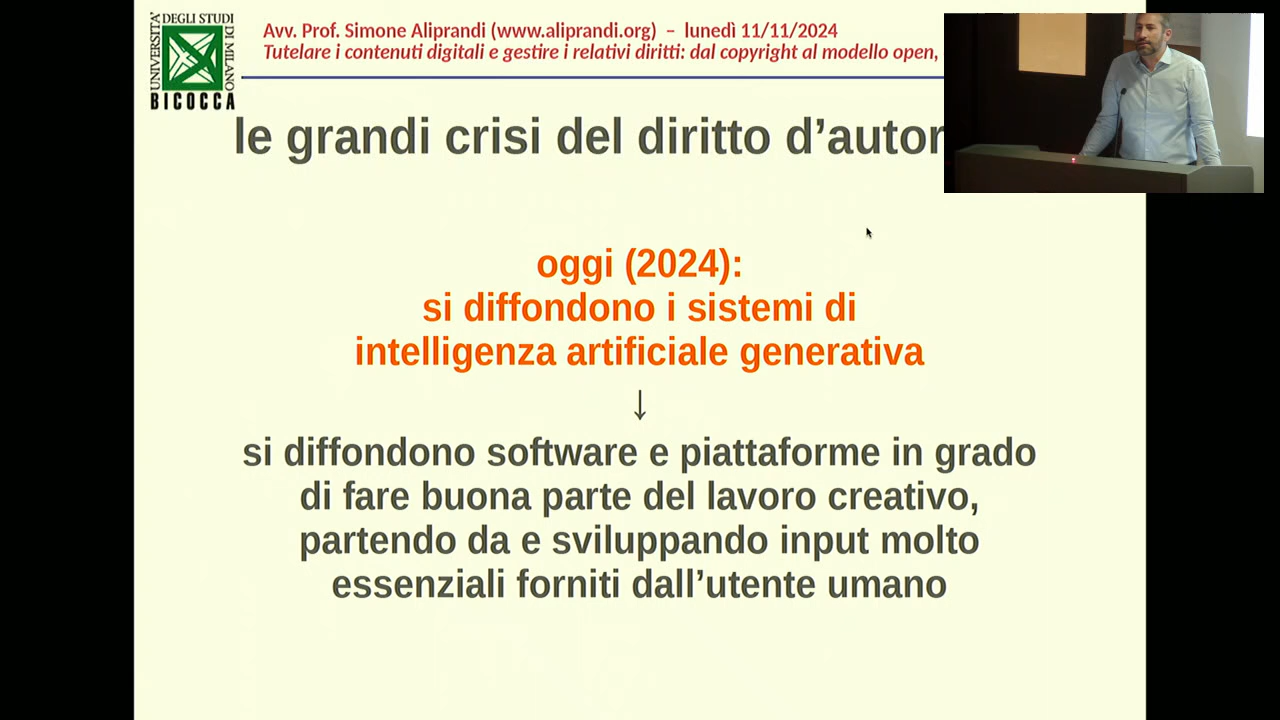 UNIVERSITA' DEGLI STUDI DI MILANO
BICOCCA
Avv. Prof. Simone Aliprandi (www.aliprandi.org) – lunedì 11/11/2024
Tutelare i contenuti digitali e gestire i relativi diritti: dal copyright al modello open,
le grandi crisi del diritto d’autor
oggi (2024):
si diffondono i sistemi di
intelligenza artificiale generativa
↓
si diffondono software e piattaforme in grado
di fare buona parte del lavoro creativo,
partendo da e sviluppando input molto
essenziali forniti dall’utente umano